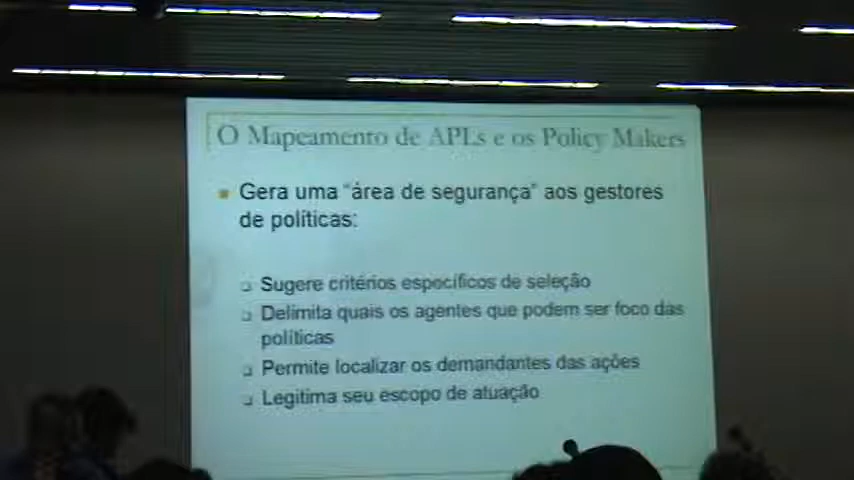 O Mapeamento de APLs e os Policy Makers
Gera uma "área de segurança" aos gestores
de políticas:
Sugere critérios específicos de seleção
Delimita quais os agentes que podem ser foco das
políticas
Permite localizar os demandantes das ações
Legitima seu escopo de atuação